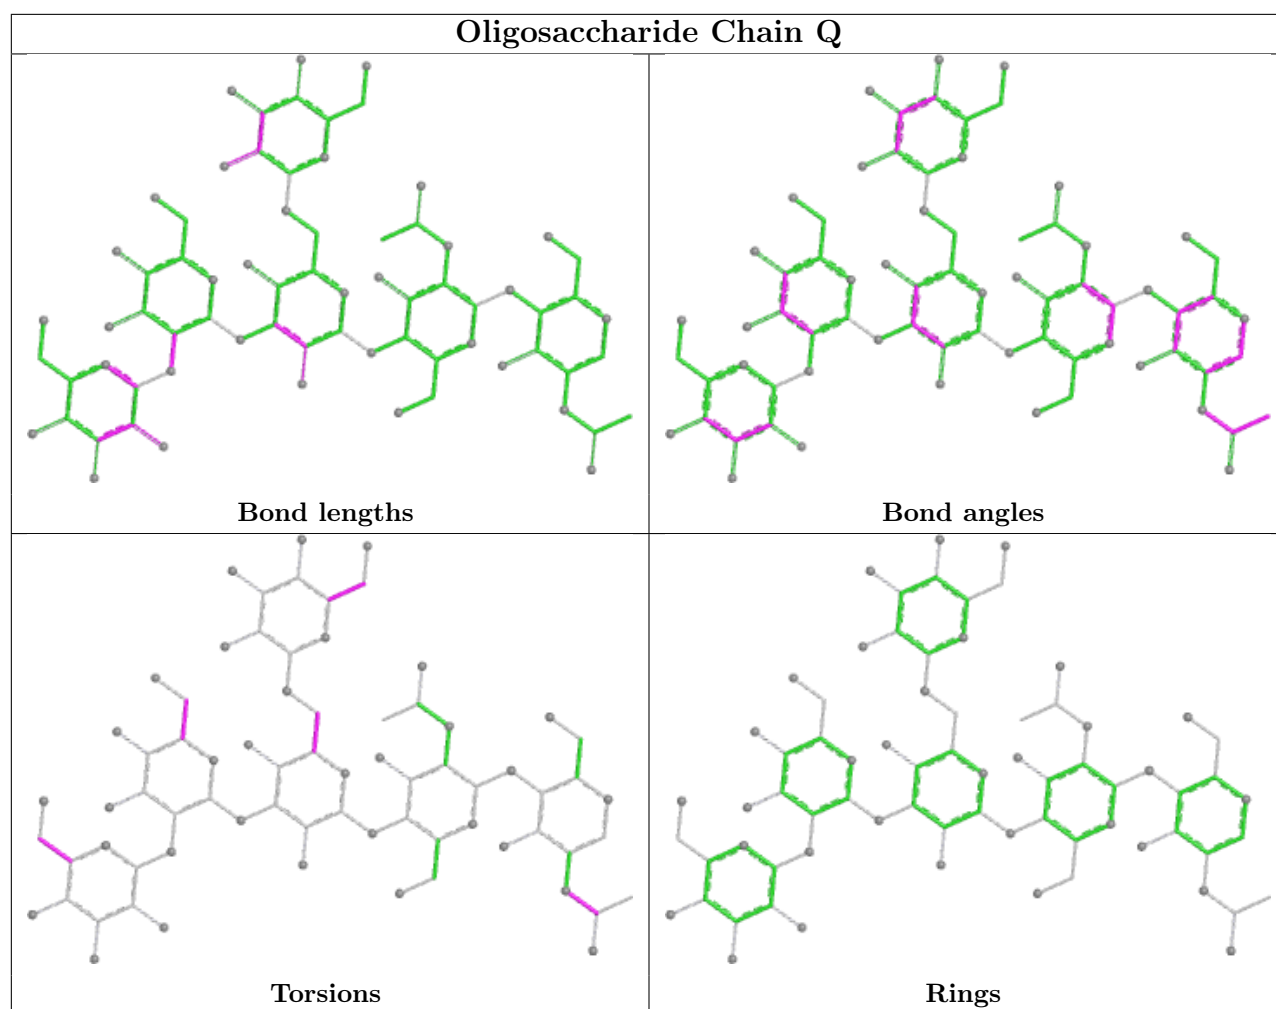 Oligosaccharide Chain Q
Bond lengths
Bond angles
Torsions
Rings